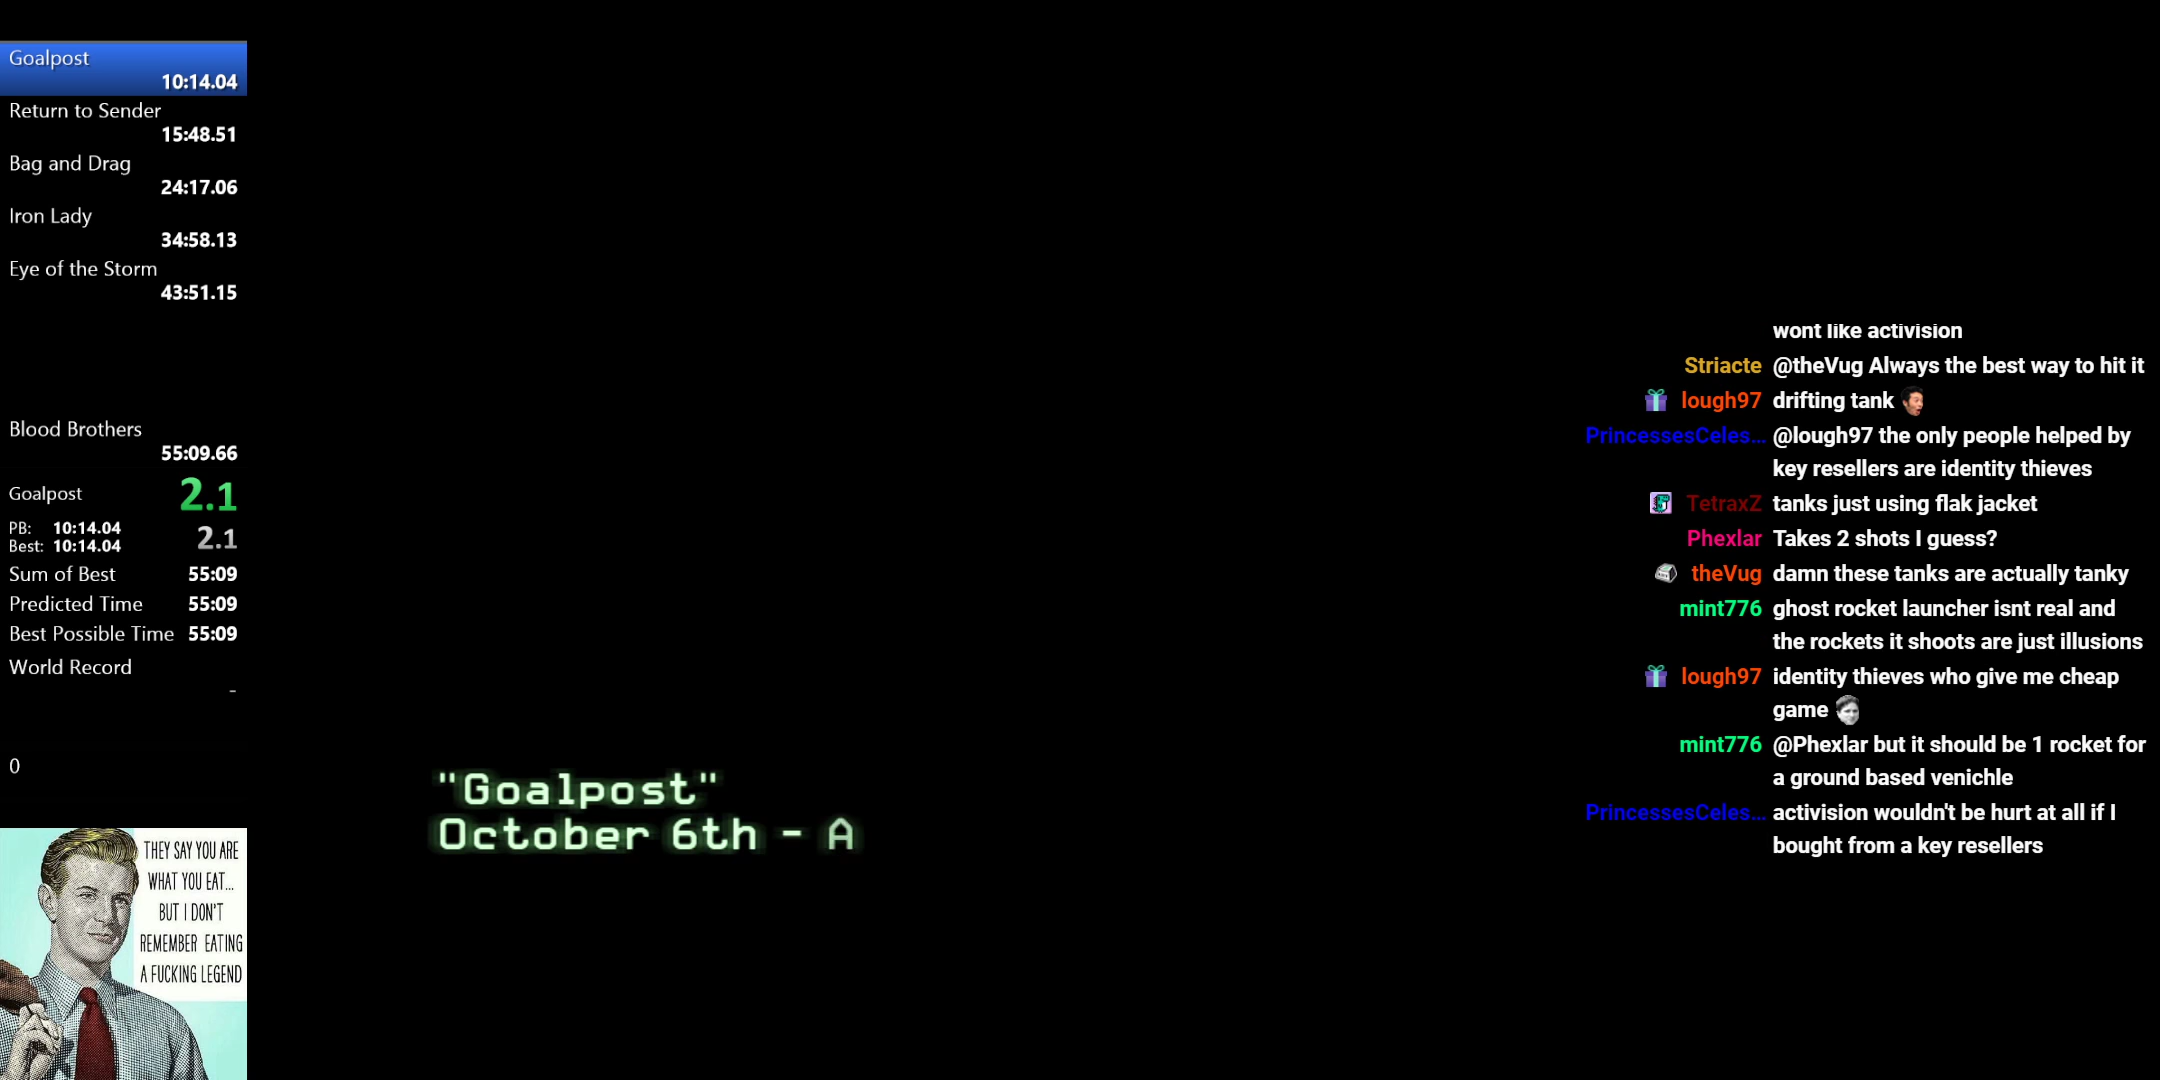 Goalpost
10:14.04
Return to Sender
15:48.51
Bag and Drag
24:17.06
Iron Lady
34:58.13
Eye of the Storm
43:51.15
Blood Brothers
55:09.66
Goalpost 2.1
PB: 10:14.04
Best: 10:14.04 2.1
Sum of Best 55:09
Predicted Time 55:09
Best Possible Time 55:09
World Record
-
0
THEY SAY YOU ARE
WHAT YOU EAT...
BUT I DON'T
REMEMBER EATING
A FUCKING LEGEND
"Goalpost"
October 6th - A
wont like activision
Striacte @theVug Always the best way to hit it
lough97 drifting tank
PrincessesCeles... @lough97 the only people helped by
key resellers are identity thieves
TetraxZ tanks just using flak jacket
Phexlar Takes 2 shots I guess?
theVug damn these tanks are actually tanky
mint776 ghost rocket launcher isnt real and
the rockets it shoots are just illusions
lough97 identity thieves who give me cheap
game
mint776 @Phexlar but it should be 1 rocket for
a ground based venichle
PrincessesCeles... activision wouldn't be hurt at all if I
bought from a key resellers